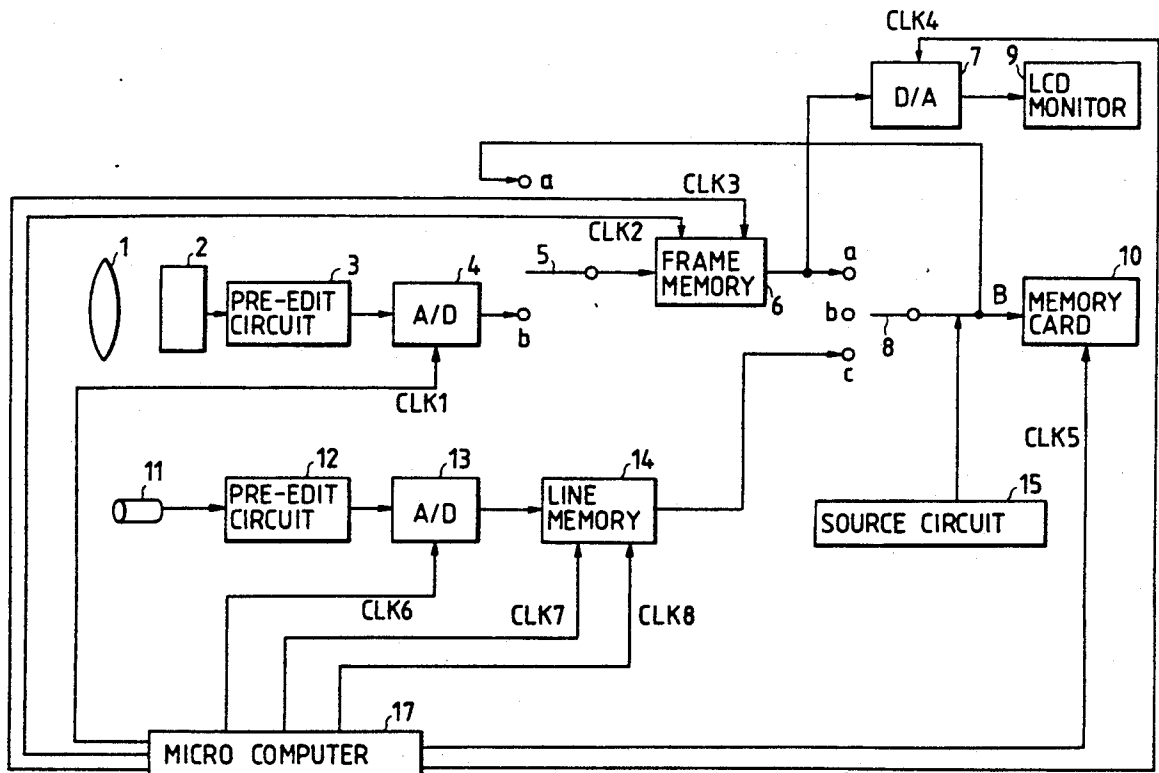 CLK4
7
9
D/A
LCD
MONITOR
a
CLK3
CLK2
1
2
3
4
5
PRE-EDIT
CIRCUIT
A/D
b
FRAME
MEMORY
6
a
b
c
8
B
10
MEMORY
CARD
CLK1
CLK5
11
12
13
14
PRE-EDIT
CIRCUIT
A/D
LINE
MEMORY
15
SOURCE CIRCUIT
CLK6
CLK7
CLK8
17
MICRO COMPUTER